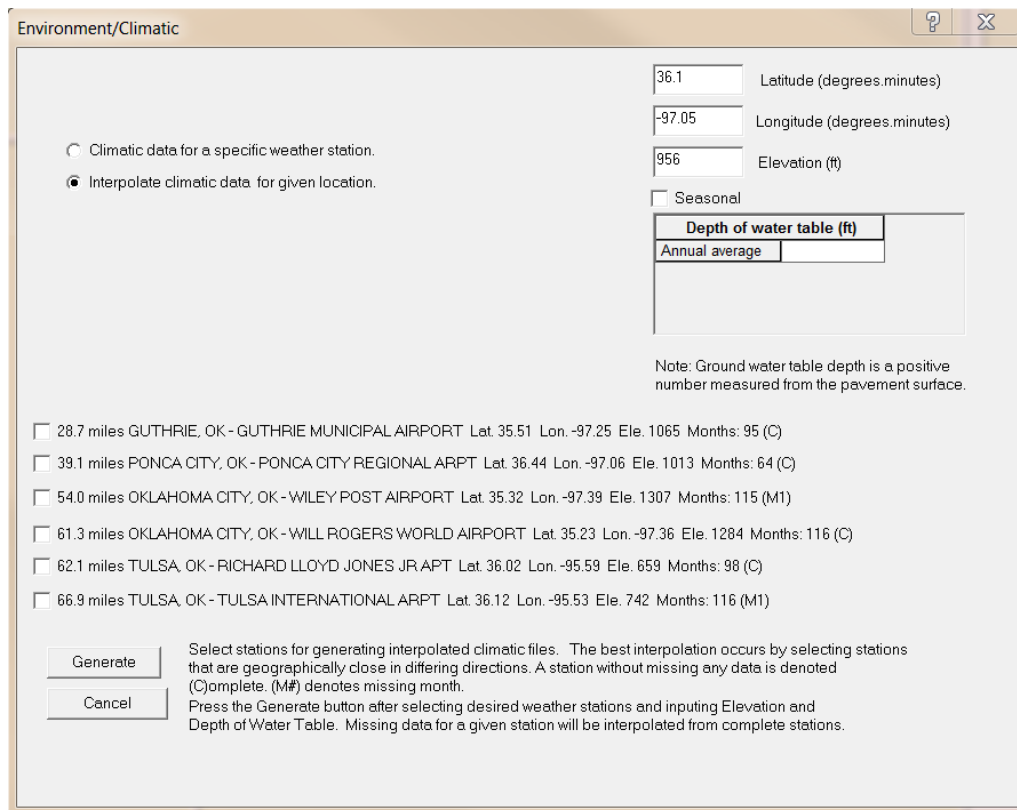 Environment/Climatic
36.1 Latitude (degrees.minutes)
-97.05 Longitude (degrees.minutes)
Climatic data for a specific weather station.
956 Elevation (ft)
Interpolate climatic data for given location.
Seasonal
Depth of water table (ft)
Annual average
Note: Ground water table depth is a positive
number measured from the pavement surface.
28.7 miles GUTHRIE, OK - GUTHRIE MUNICIPAL AIRPORT Lat. 35.51 Lon. -97.25 Ele. 1065 Months: 95 (C)
39.1 miles PONCA CITY, OK - PONCA CITY REGIONAL ARPT Lat. 36.44 Lon. -97.06 Ele. 1013 Months: 64 (C)
54.0 miles OKLAHOMA CITY, OK - WILEY POST AIRPORT Lat. 35.32 Lon. -97.39 Ele. 1307 Months: 115 (M1)
61.3 miles OKLAHOMA CITY, OK - WILL ROGERS WORLD AIRPORT Lat. 35.23 Lon. -97.36 Ele. 1284 Months: 116 (C)
62.1 miles TULSA, OK - RICHARD LLOYD JONES JR APT Lat. 36.02 Lon. -95.59 Ele. 659 Months: 98 (C)
66.9 miles TULSA, OK - TULSA INTERNATIONAL ARPT Lat. 36.12 Lon. -95.53 Ele. 742 Months: 116 (M1)
Generate
Cancel
Select stations for generating interpolated climatic files. The best interpolation occurs by selecting stations
that are geographically close in differing directions. A station without missing any data is denoted
(C)omplete. (M#) denotes missing month.
Press the Generate button after selecting desired weather stations and inputing Elevation and
Depth of Water Table. Missing data for a given station will be interpolated from complete stations.